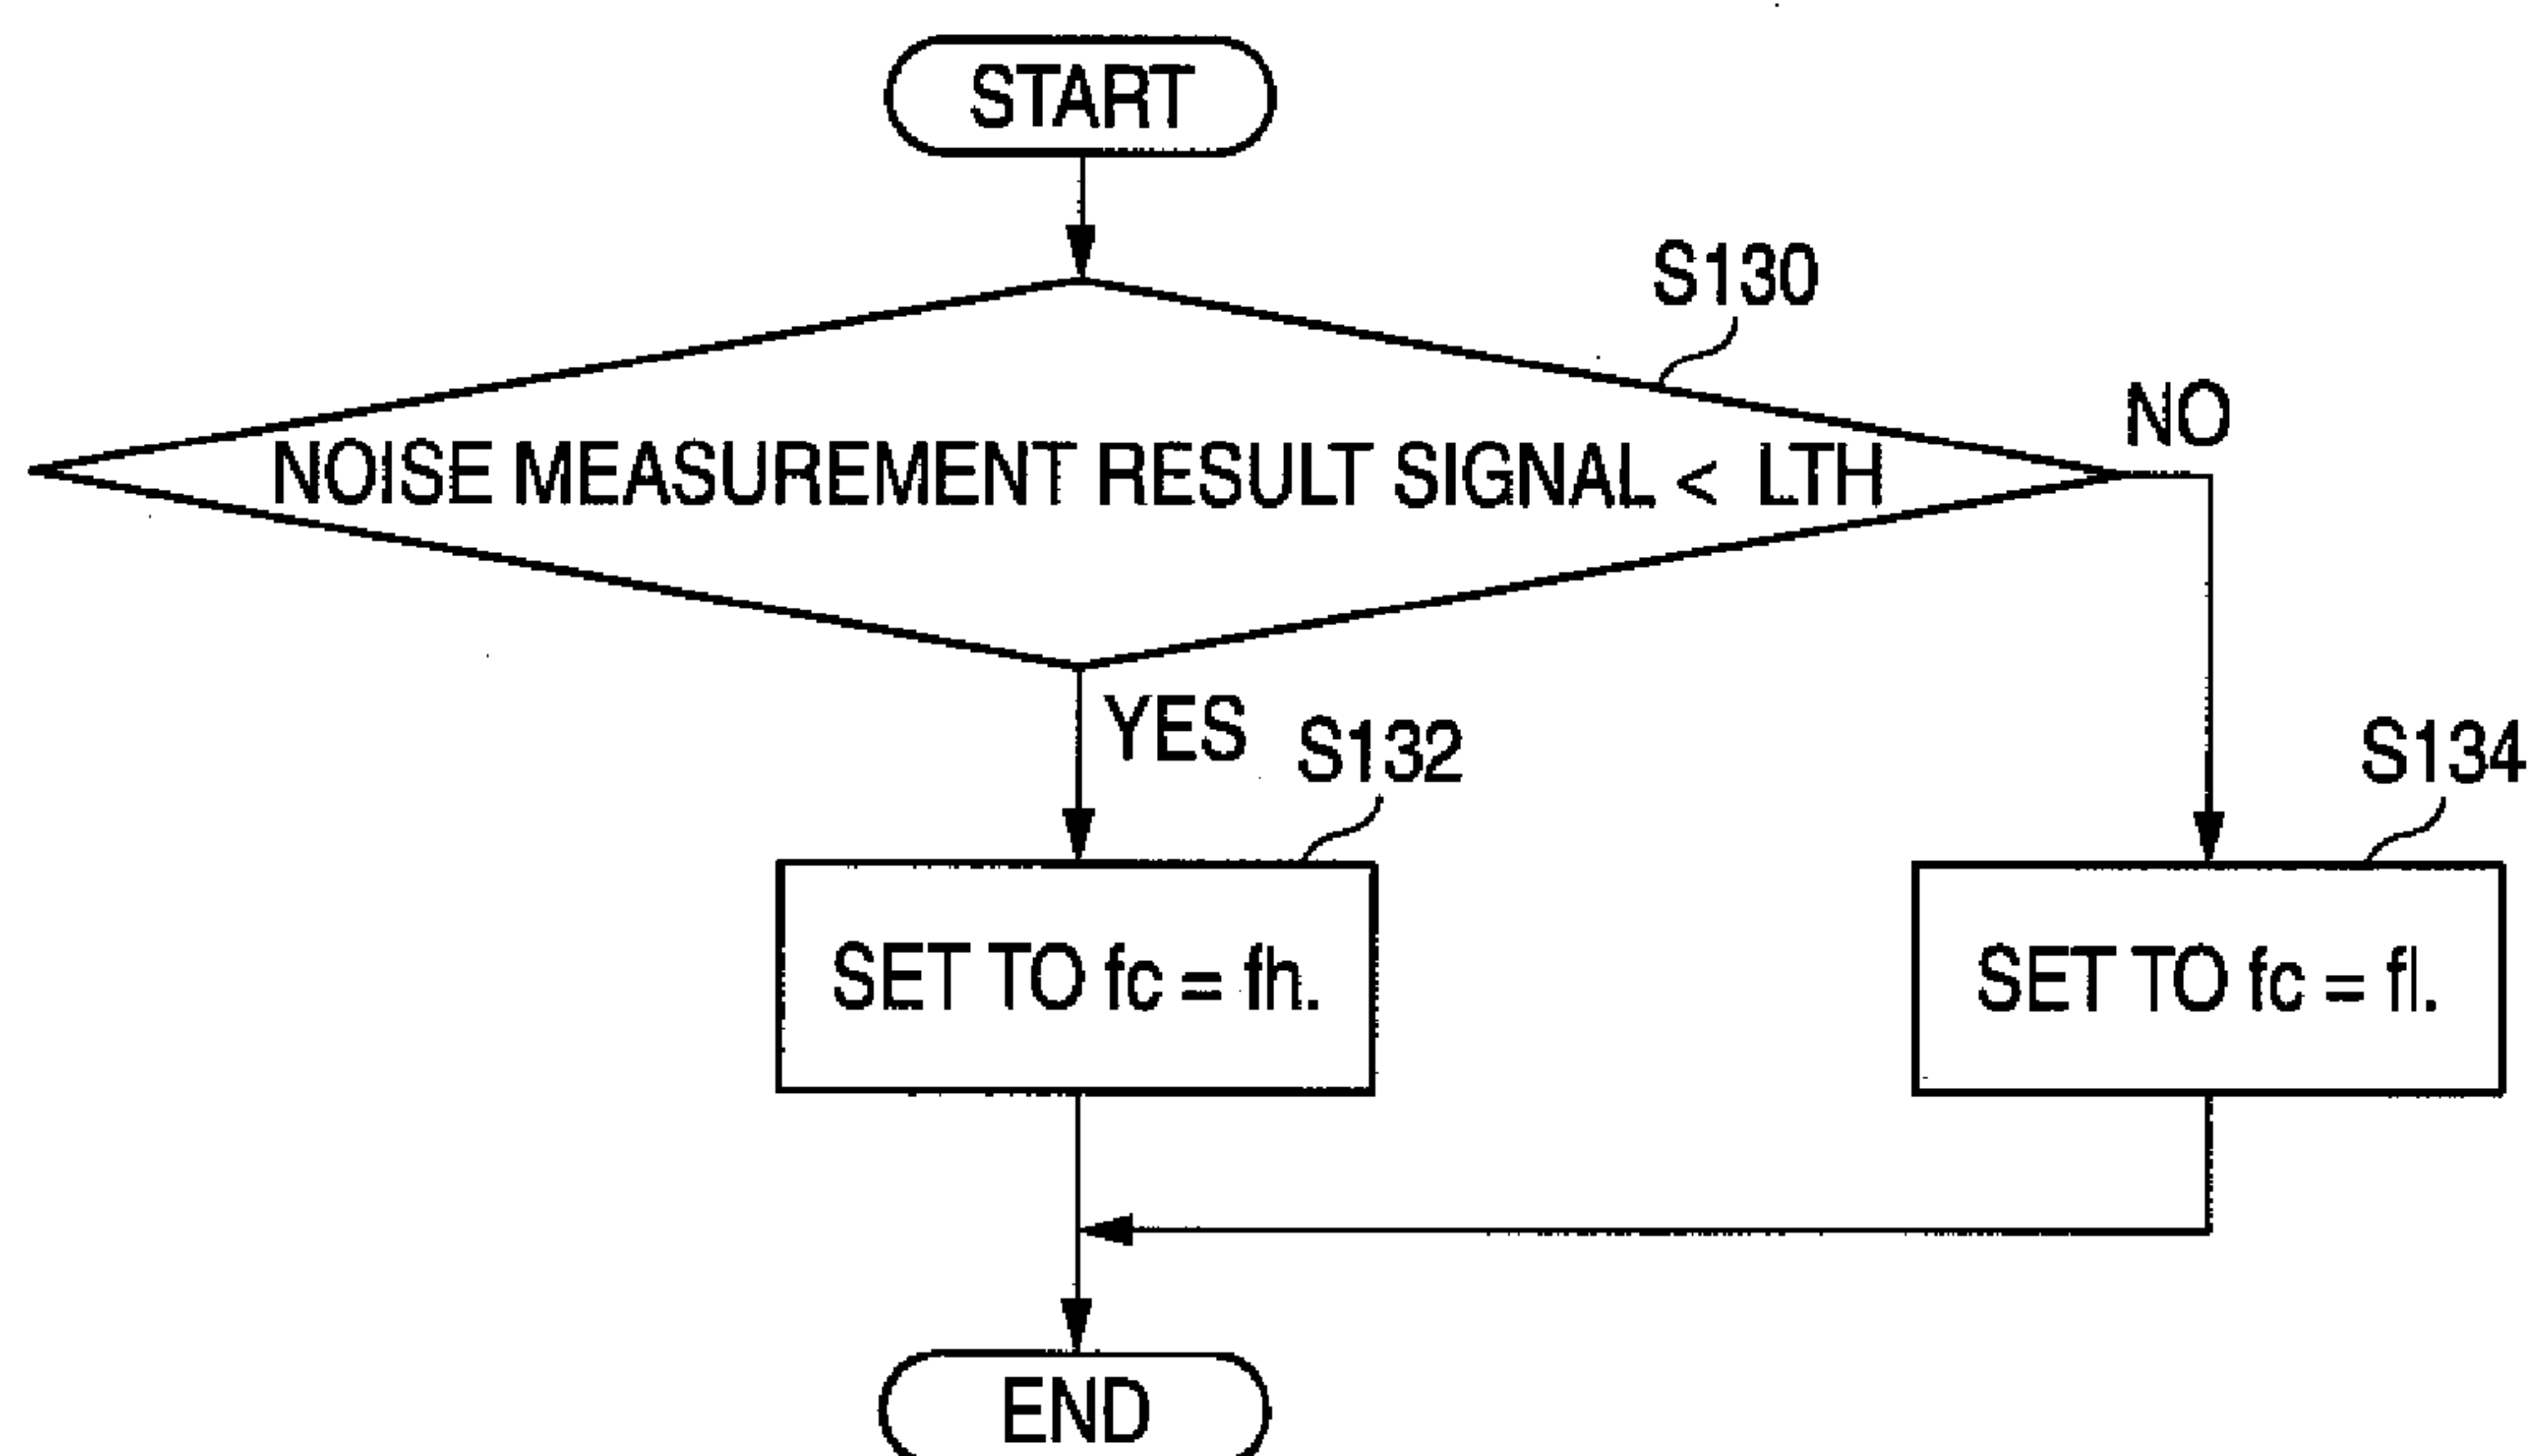 START
S130
NOISE MEASUREMENT RESULT SIGNAL < LTH
NO
YES
S132
S134
SET TO fc = fh.
SET TO fc = fl.
END